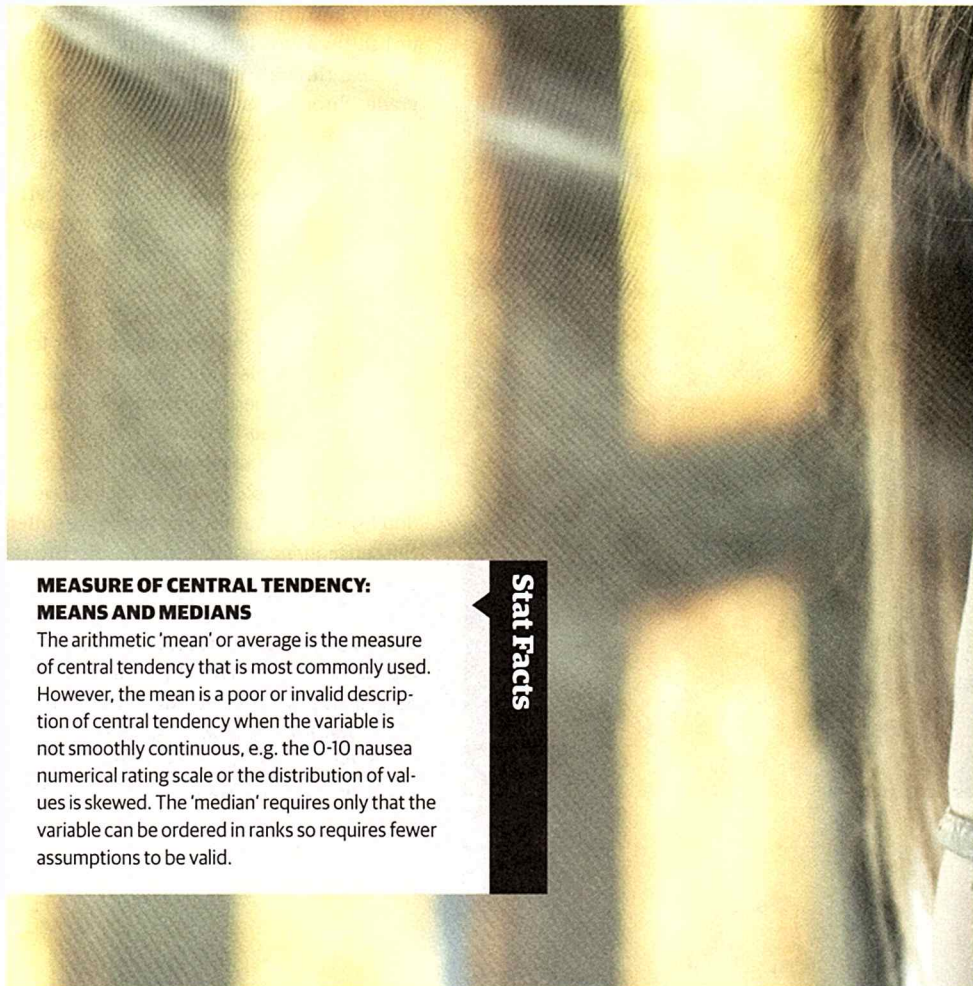 MEASURE OF CENTRAL TENDENCY:
MEANS AND MEDIANS
The arithmetic 'mean' or average is the measure
of central tendency that is most commonly used.
However, the mean is a poor or invalid descrip-
tion of central tendency when the variable is
not smoothly continuous, e.g. the 0-10 nausea
numerical rating scale or the distribution of val-
ues is skewed. The 'median' requires only that the
variable can be ordered in ranks so requires fewer
assumptions to be valid.
Stat Facts